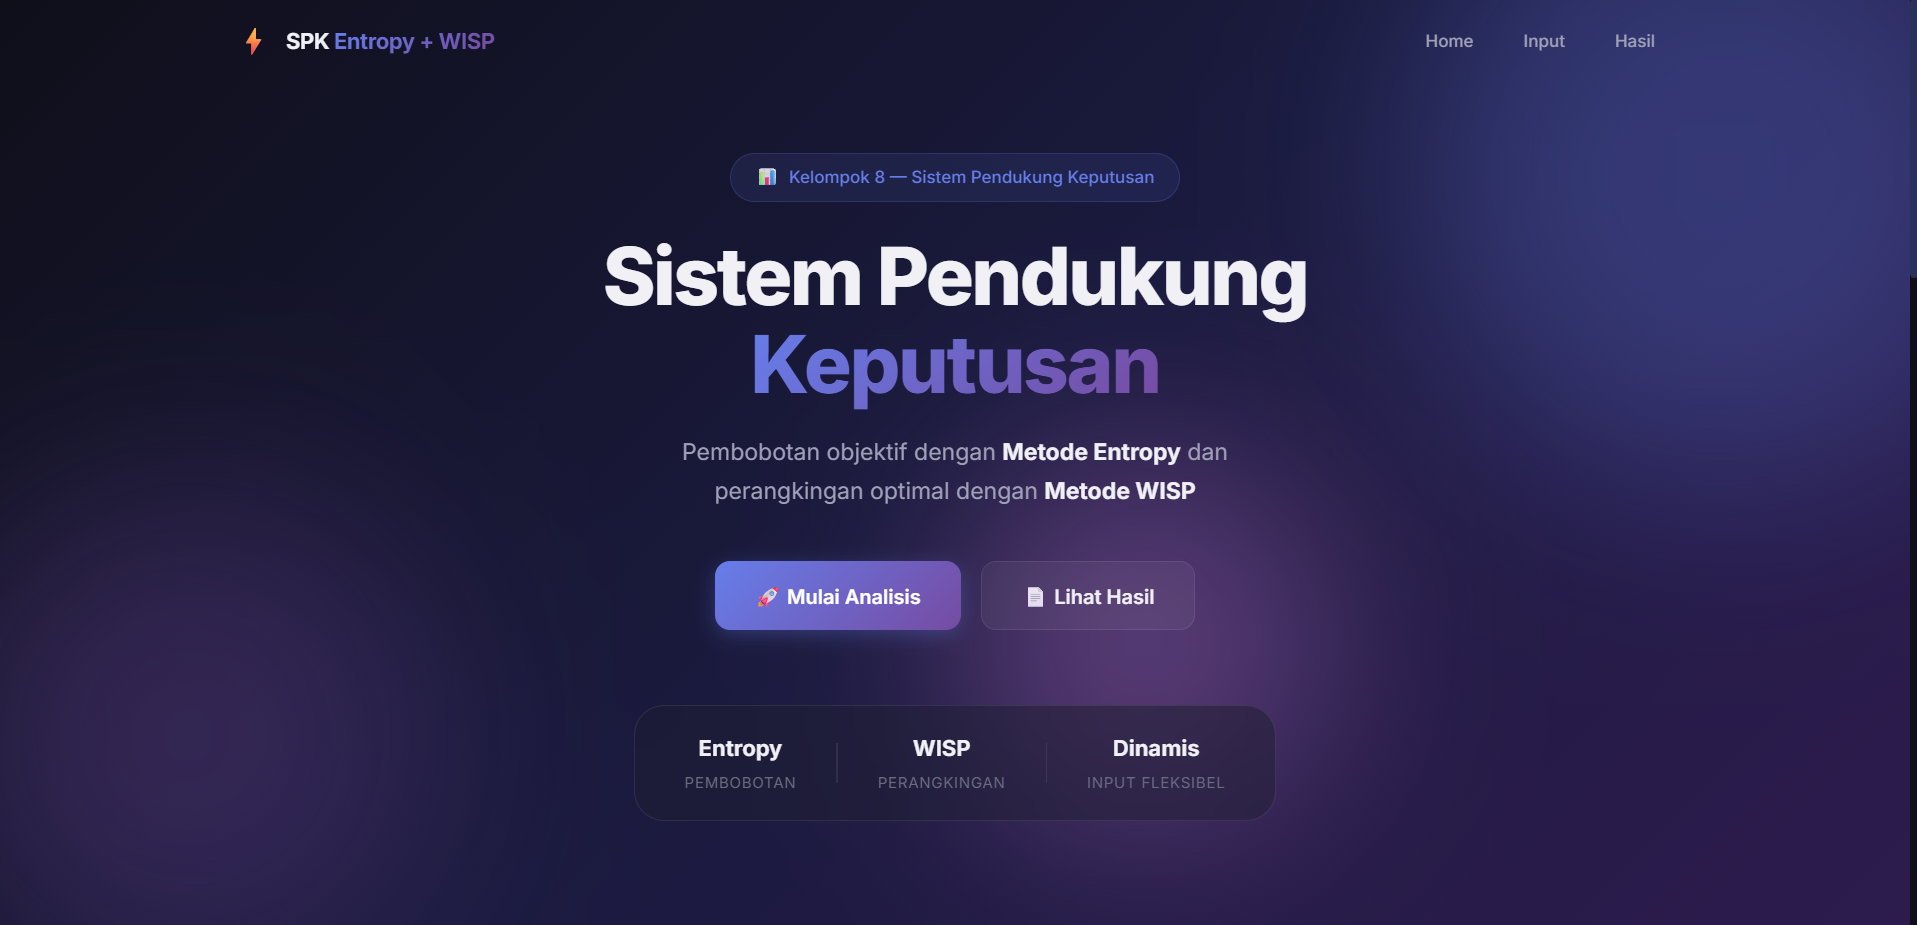 SPK Entropy + WISP
Home
Input
Hasil
Kelompok 8 — Sistem Pendukung Keputusan
Sistem Pendukung
Keputusan
Pembobotan objektif dengan Metode Entropy dan
perangkingan optimal dengan Metode WISP
Mulai Analisis
Lihat Hasil
Entropy
PEMBOBOTAN
WISP
PERANGKINGAN
Dinamis
INPUT FLEKSIBEL